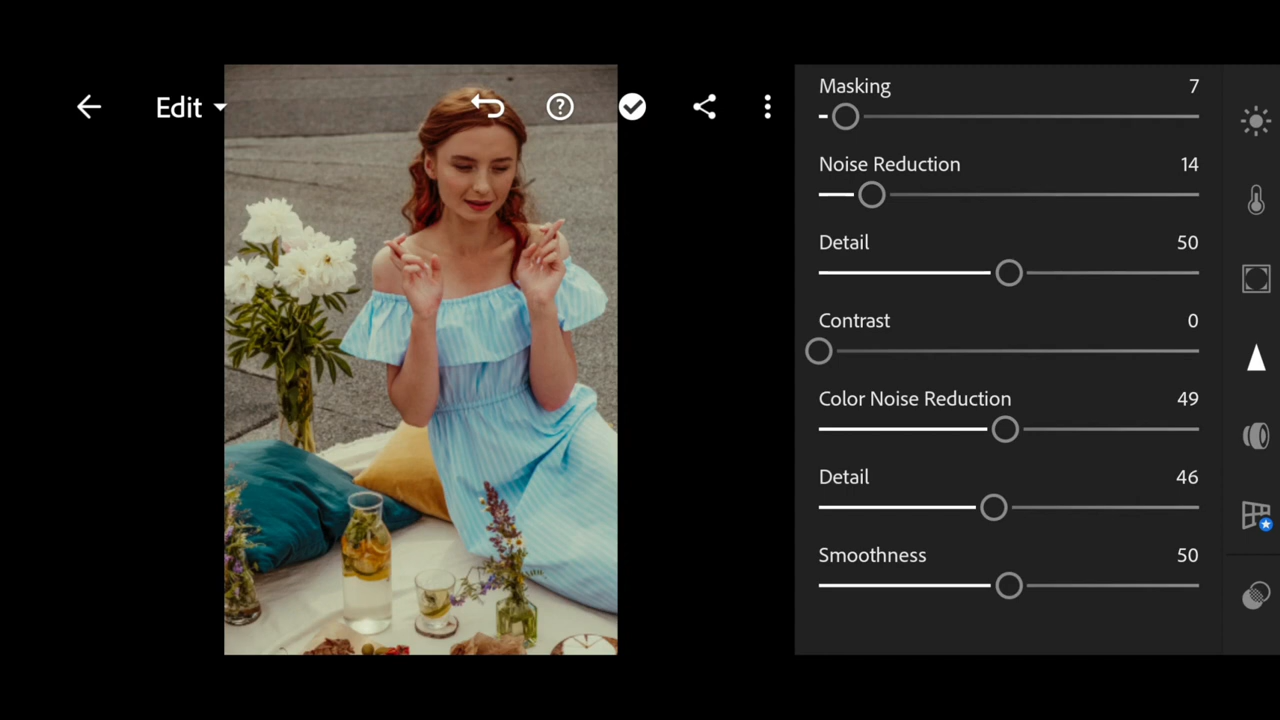 Edit
Masking 7
Noise Reduction 14
Detail 50
Contrast 0
Color Noise Reduction 49
Detail 46
Smoothness 50